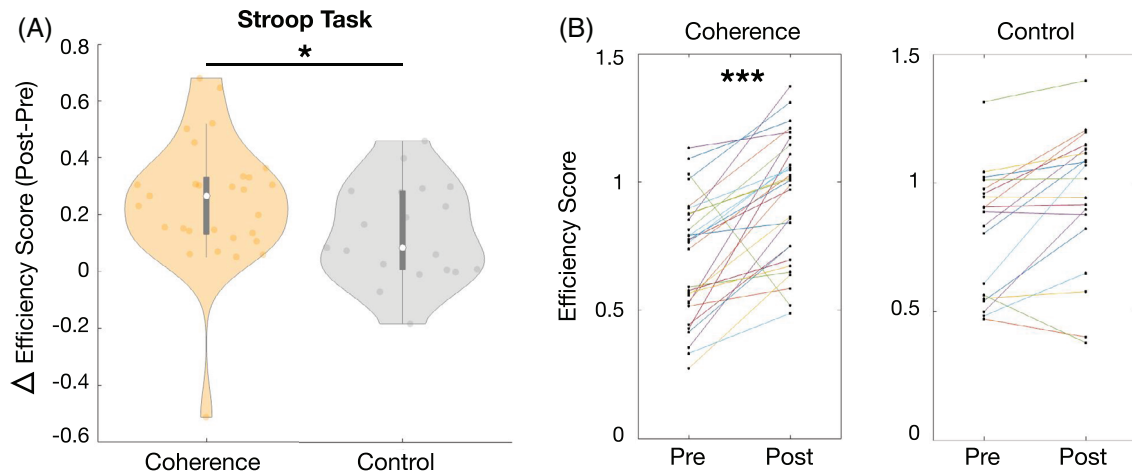 (A)
Stroop Task
*
0.8
0.6
0.4
0.2
0
-0.2
-0.4
-0.6
Δ Efficiency Score (Post-Pre)
Coherence
Control
(B)
Coherence
***
1.5
1
0.5
0
Efficiency Score
Pre
Post
Control
1.5
1
0.5
0
Pre
Post